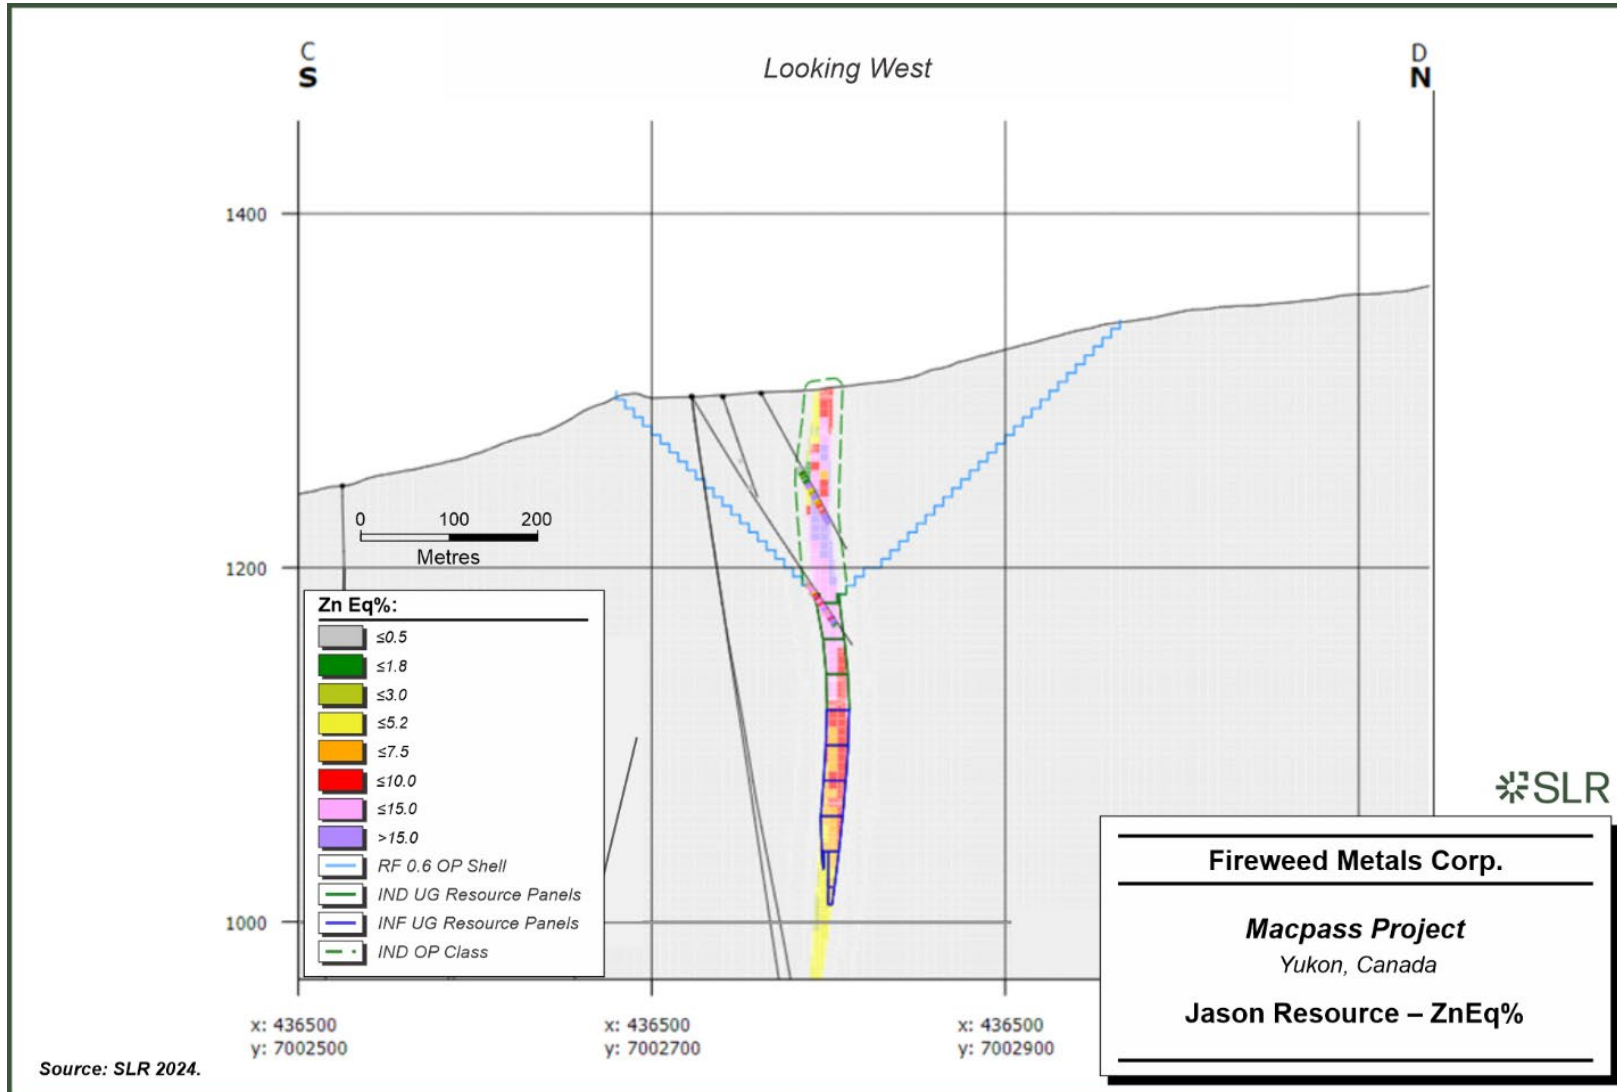 C
S
Looking West
D
N
1400
1200
1000
0 100 200
Metres
Zn Eq%:
≤0.5
≤1.8
≤3.0
≤5.2
≤7.5
≤10.0
≤15.0
>15.0
RF 0.6 OP Shell
IND UG Resource Panels
INF UG Resource Panels
IND OP Class
SLR
Fireweed Metals Corp.
Macpass Project
Yukon, Canada
Jason Resource – ZnEq%
x: 436500
y: 7002500
x: 436500
y: 7002700
x: 436500
y: 7002900
Source: SLR 2024.